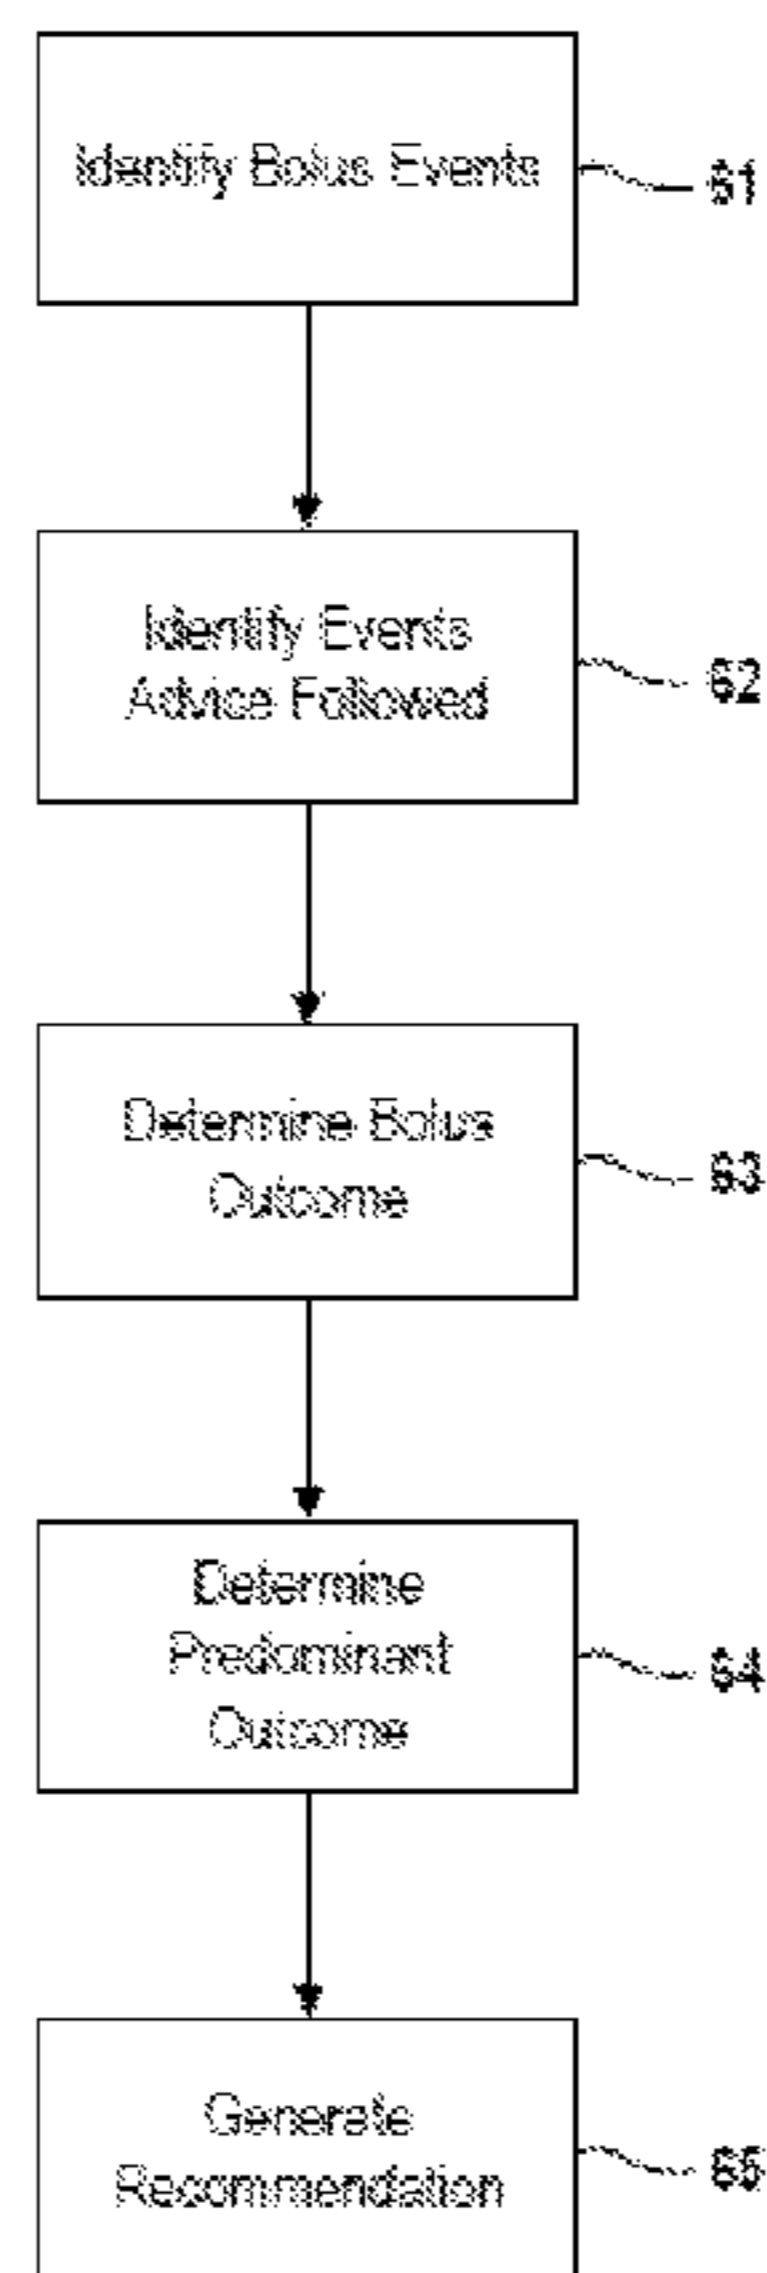 Identify Bolus Events
61
Identify Events
Advice Followed
62
Determine Bolus
Outcome
63
Determine
Predominant
Outcome
64
Generate
Recommendation
65